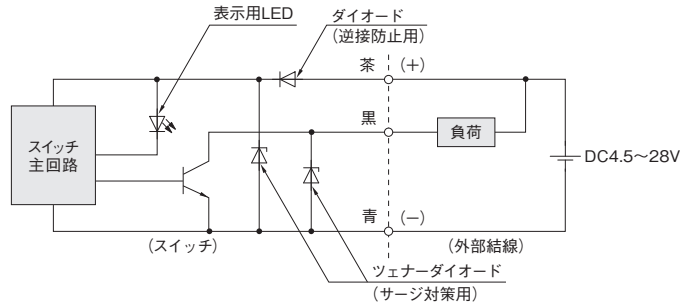 表示用LED
ダイオード
(逆接防止用)
茶
(+)
黒
負荷
スイッチ
主回路
DC4.5～28V
青
(−)
(スイッチ)
(外部結線)
ツェナーダイオード
(サージ対策用)